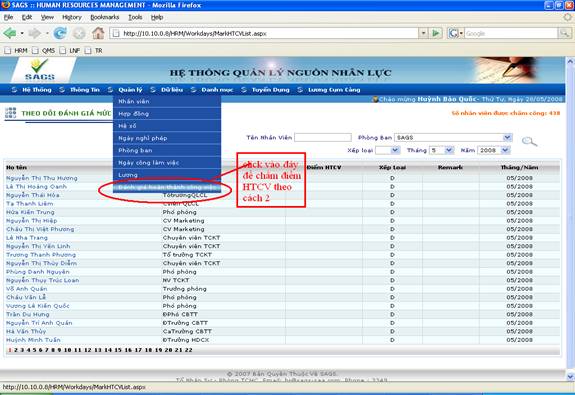 SAGS :: HUMAN RESOURCES MANAGEMENT - Mozilla Firefox
File Edit View History Bookmarks Tools Help
http://10.10.0.8/HRM/Workdays/MarkHTCVList.aspx
Google
HRM QMS LNF TR
SAGS
HỆ THỐNG QUẢN LÝ NGUỒN NHÂN LỰC
Hệ Thống Thông Tin Quản lý Dữ liệu Danh mục Tuyển Dụng Lương Cụm Cảng
Chào mừng Huỳnh Bảo Quốc- Thứ Tư, Ngày 28/05/2008
THEO DÕI ĐÁNH GIÁ MỨC
Số nhân viên được chấm công: 438
Nhân viên
Hợp đồng
Hệ số
Ngày nghỉ phép
Phòng ban
Ngày công làm việc
Lương
Đánh giá hoàn thành công việc
Tên Nhân Viên Phòng Ban SAGS
Xếp loại Tháng 5 Năm 2008
click vào đây
để chấm điểm
HTCV theo
cách 2
Họ tên Điểm HTCV Xếp Loại Remark Tháng/Năm
Nguyễn Thị Thu Hương D 05/2008
Lê Thị Hoàng Oanh D 05/2008
Nguyễn Thái Hòa TổtrưởngQLCL D 05/2008
Tạ Thanh Liêm CViên QLCL D 05/2008
Hứa Kiến Trung Phó phòng D 05/2008
Nguyễn Thị Hiệp CV Marketing D 05/2008
Châu Thị Việt Phương CV Marketing D 05/2008
Lê Nha Trang Chuyên viên TCKT D 05/2008
Nguyễn Thị Yến Linh Chuyên viên TCKT D 05/2008
Trương Thanh Phương Tổ trưởng TCKT D 05/2008
Nguyễn Thị Thúy Diễm Chuyên viên TCKT D 05/2008
Phùng Danh Nguyên Phó phòng D 05/2008
Nguyễn Thụy Trúc Loan NV TCKT D 05/2008
Võ Anh Quân Trưởng phòng D 05/2008
Châu Văn Lễ Phó phòng D 05/2008
Vương Lê Kiến Quốc Phó phòng D 05/2008
Trần Du Hưng ĐPhó CBTT D 05/2008
Nguyễn Trí Anh Quân ĐTrưởng CBTT D 05/2008
Hà Văn Thủy CaTrưởng CBTT D 05/2008
Huỳnh Minh Tuấn ĐTrưởng HDCX D 05/2008
1 2 3 4 5 6 7 8 9 10 11 12 13 14 15 16 17 18 19 20 21 22
© 2007 Bản Quyền Thuộc Về SAGS.
http://10.10.0.8/HRM/Workdays/MarkHTCVList.aspx